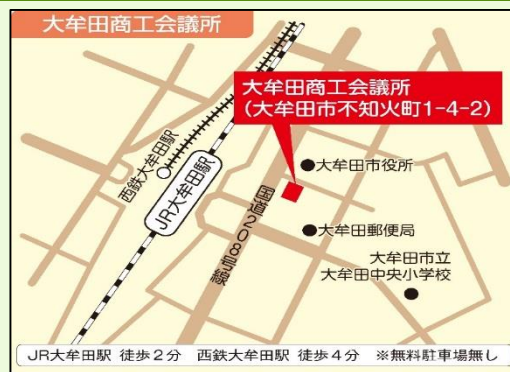 大牟田商工会議所
大牟田商工会議所
(大牟田市不知火町1-4-2)
西鉄大牟田駅
JR大牟田駅
国道208号線
大牟田市役所
大牟田郵便局
大牟田市立
大牟田中央小学校
JR大牟田駅 徒歩2分 西鉄大牟田駅 徒歩4分 ※無料駐車場無し